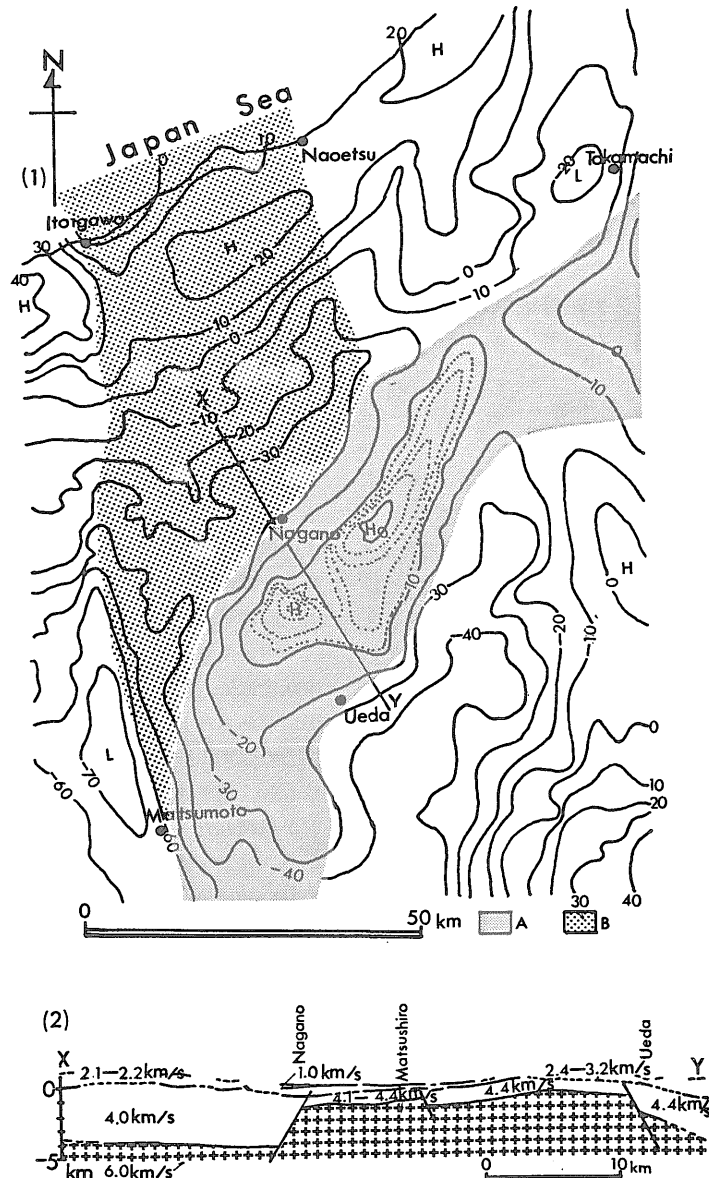 N
Japan Sea
(1)
20
H
0
10
Naoetsu
Takamachi
-20
L
Itoigawa
30
40
H
H
20
10
0
0
-10
0
10
X
-10
-20
-30
Nagano
H
H
-10
-30
-40
-20
-10
H
0
Ueda
Y
L
-70
-60
Matsumoto
60
-20
-30
-40
0
10
20
30
40
0
50 km
A
B
(2)
X
Nagano
Matsushiro
Ueda
Y
2.1-2.2km/s
1.0 km/s
2.4-3.2km/s
0
4.0km/s
4.1-4.4km/s
4.4km/s
4.4km/s
-5
km
6.0km/s
0
10 km